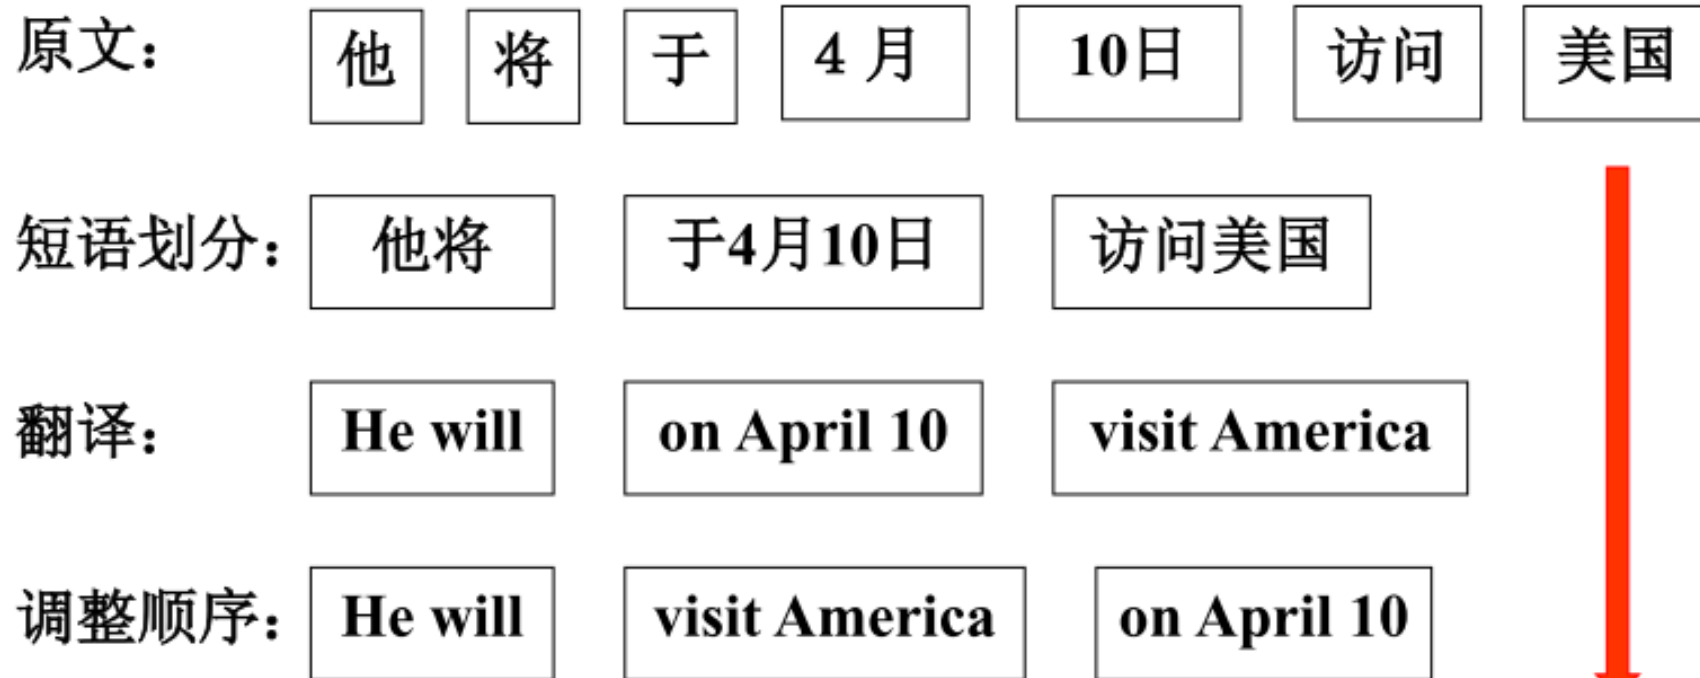 原文： 他 将 于 4 月 10日 访问 美国
短语划分： 他将 于4月10日 访问美国
翻译： He will on April 10 visit America
调整顺序： He will visit America on April 10